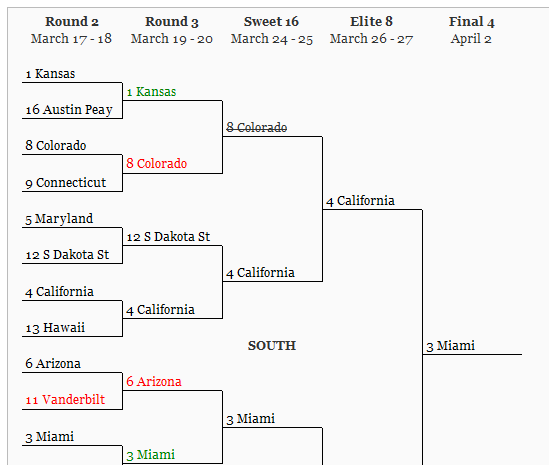 Round 2 Round 3 Sweet 16 Elite 8 Final 4
March 17 - 18 March 19 - 20 March 24 - 25 March 26 - 27 April 2
1 Kansas
1 Kansas
16 Austin Peay
8 Colorado
8 Colorado
8 Colorado
9 Connecticut
4 California
5 Maryland
12 S Dakota St
12 S Dakota St
4 California
4 California
4 California
13 Hawaii
SOUTH
3 Miami
6 Arizona
6 Arizona
11 Vanderbilt
3 Miami
3 Miami
3 Miami